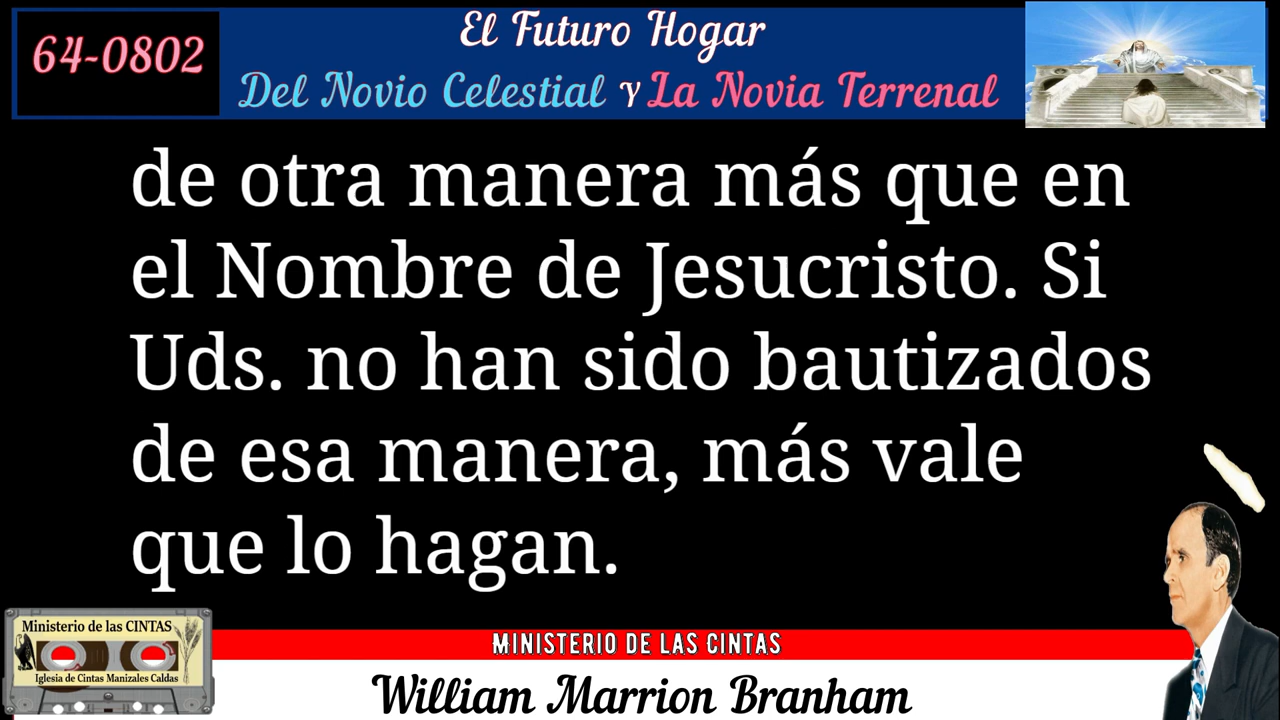 64-0802
El Futuro Hogar
Del Novio Celestial Y La Novia Terrenal
de otra manera más que en
el Nombre de Jesucristo. Si
Uds. no han sido bautizados
de esa manera, más vale
que lo hagan.
Ministerio de las CINTAS
Iglesia de Cintas Manizales Caldas
MINISTERIO DE LAS CINTAS
William Marrion Branham